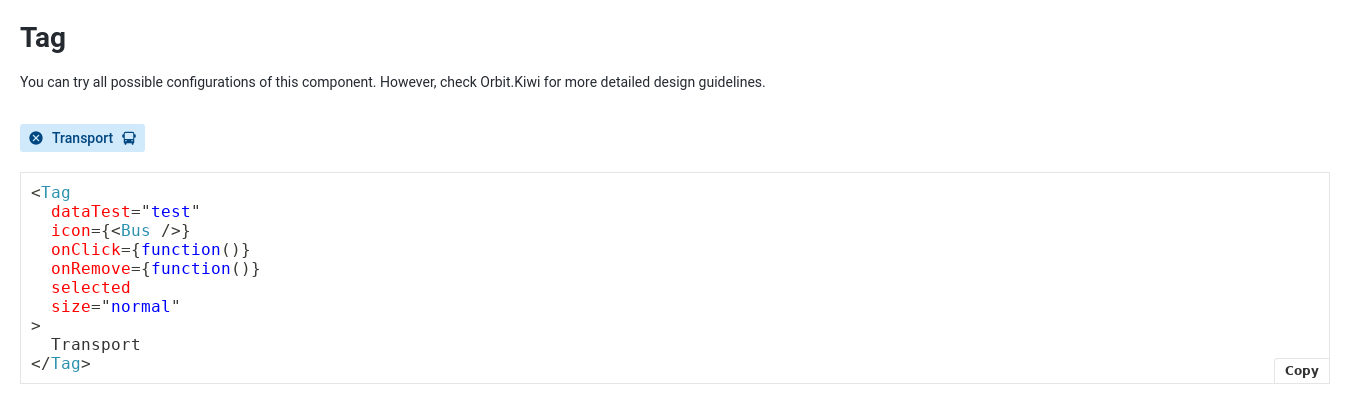 Tag
You can try all possible configurations of this component. However, check Orbit.Kiwi for more detailed design guidelines.
Transport
<Tag
  dataTest="test"
  icon={<Bus />}
  onClick={function()}
  onRemove={function()}
  selected
  size="normal"
>
  Transport
</Tag>
Copy